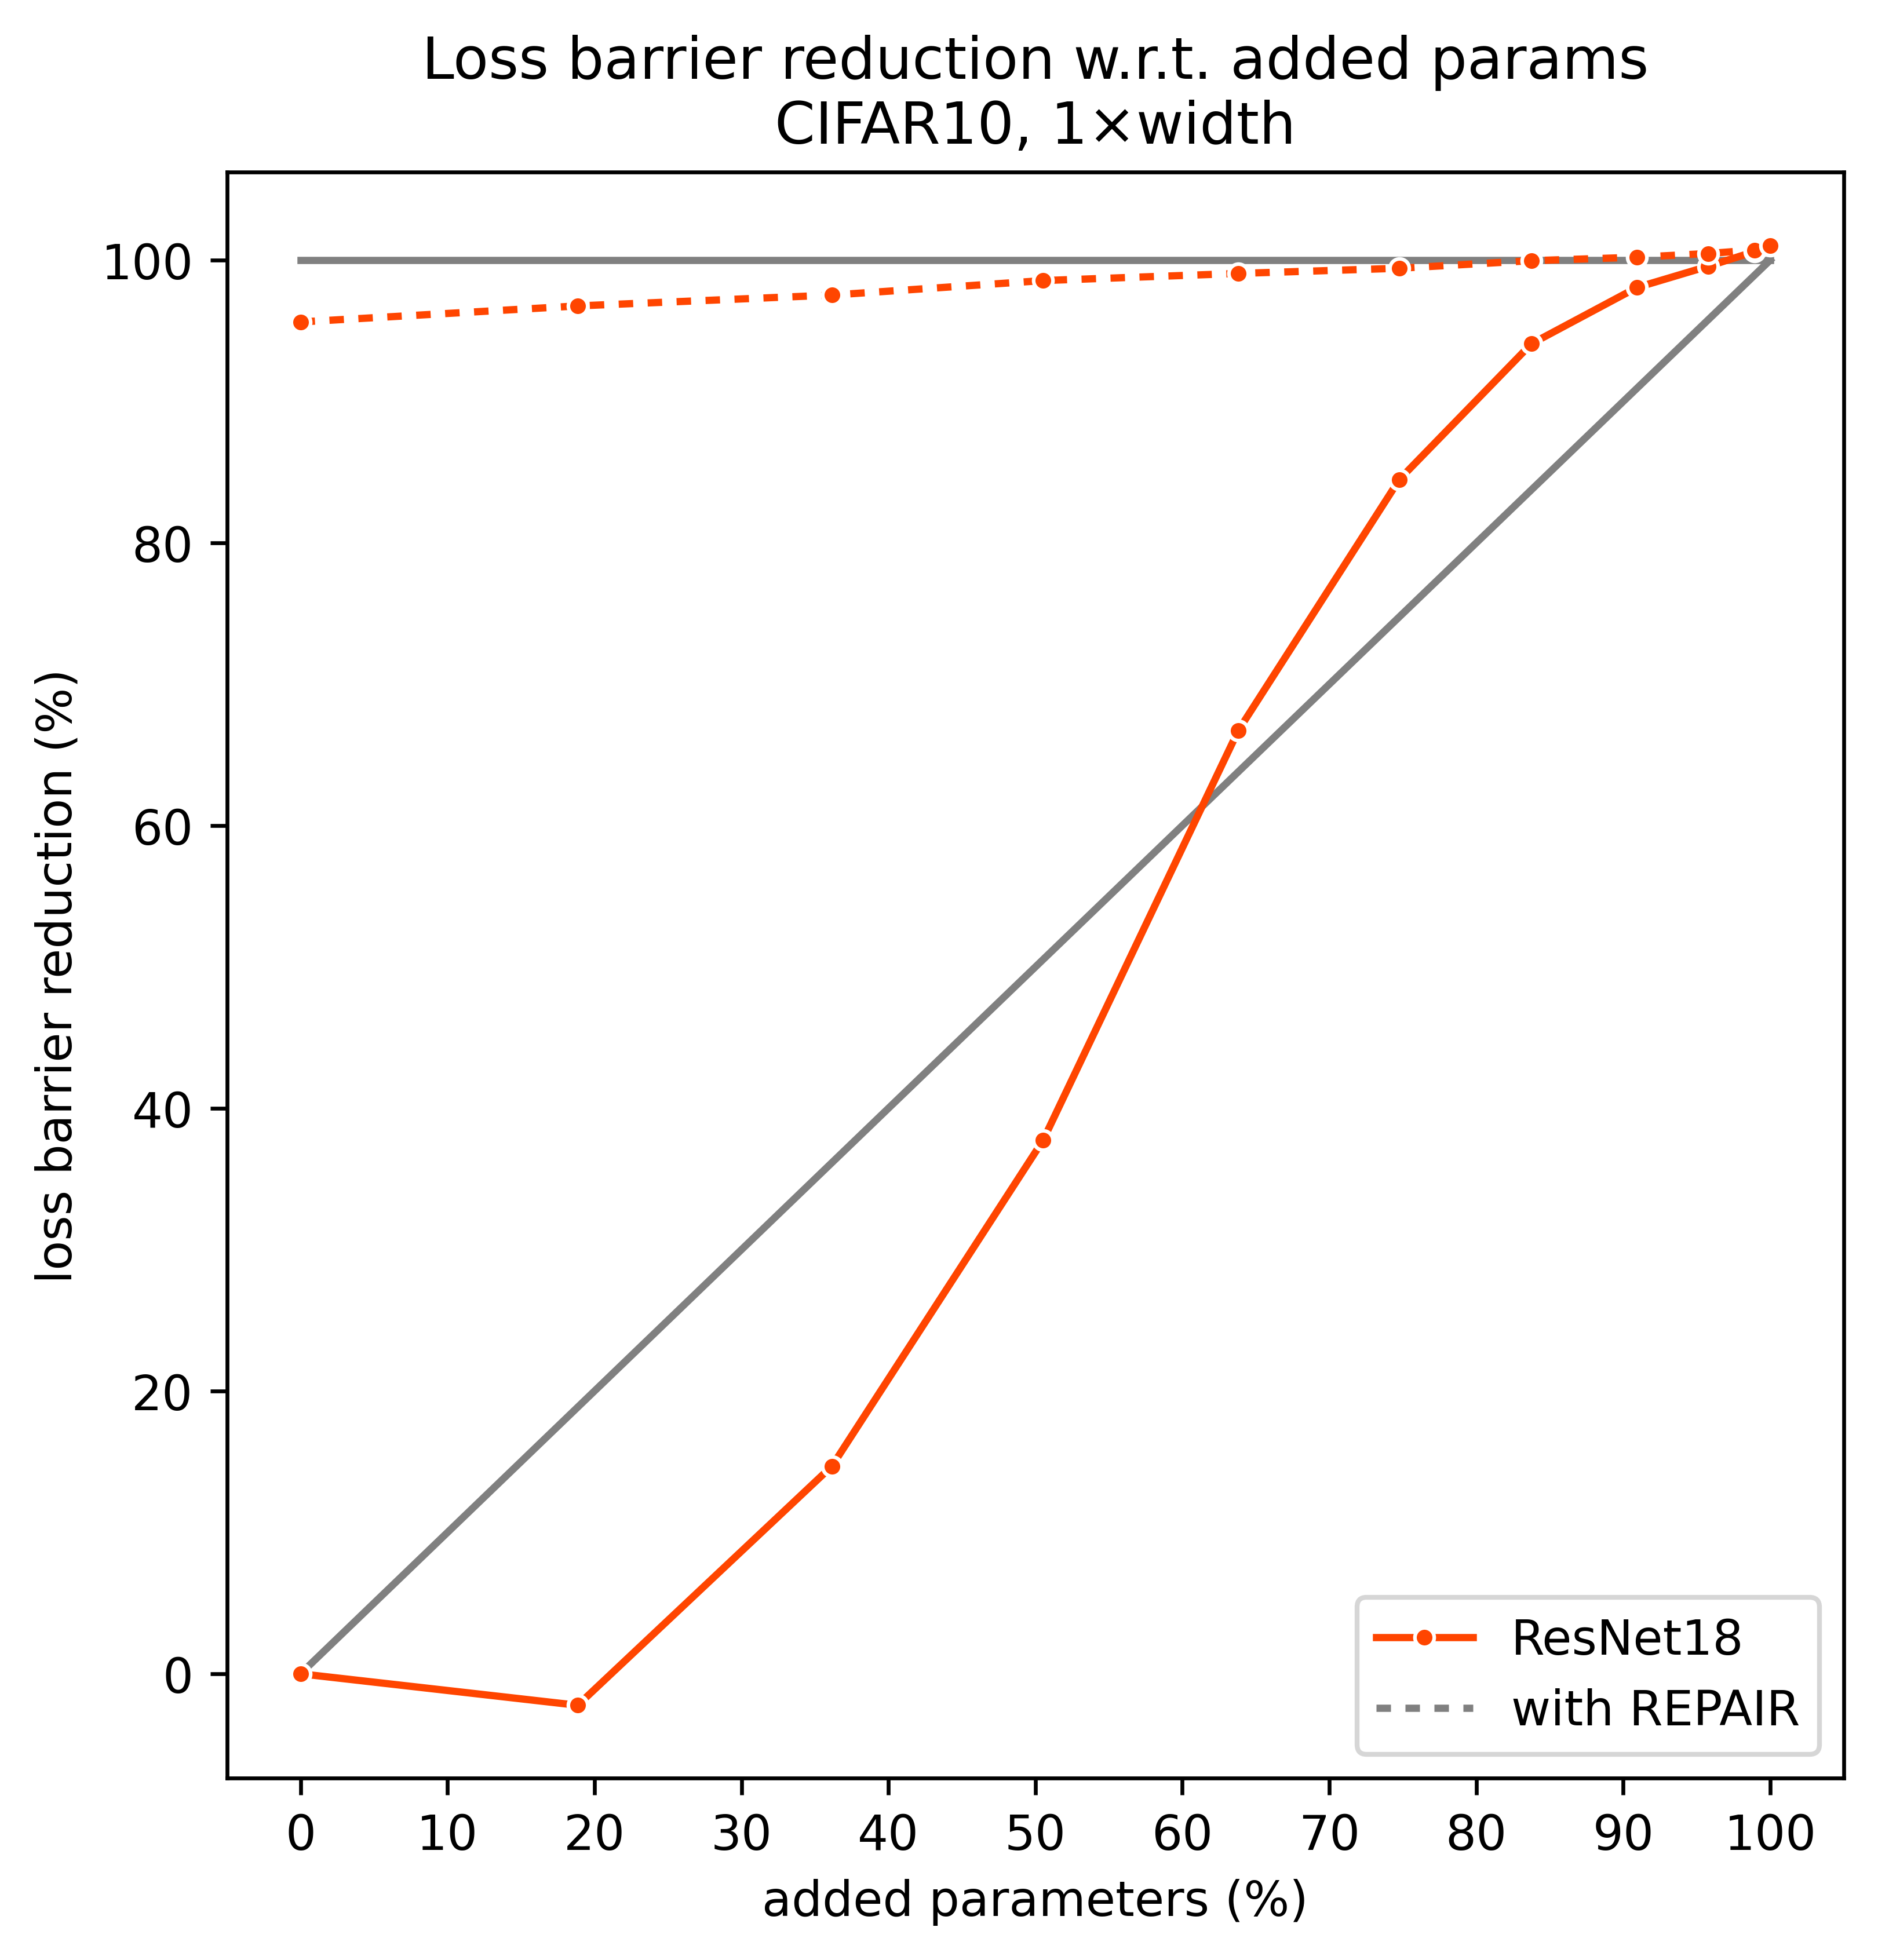 Loss barrier reduction w.r.t. added params
CIFAR10, 1×width
loss barrier reduction (%)
100
80
60
40
20
0
ResNet18
with REPAIR
0 10 20 30 40 50 60 70 80 90 100
added parameters (%)